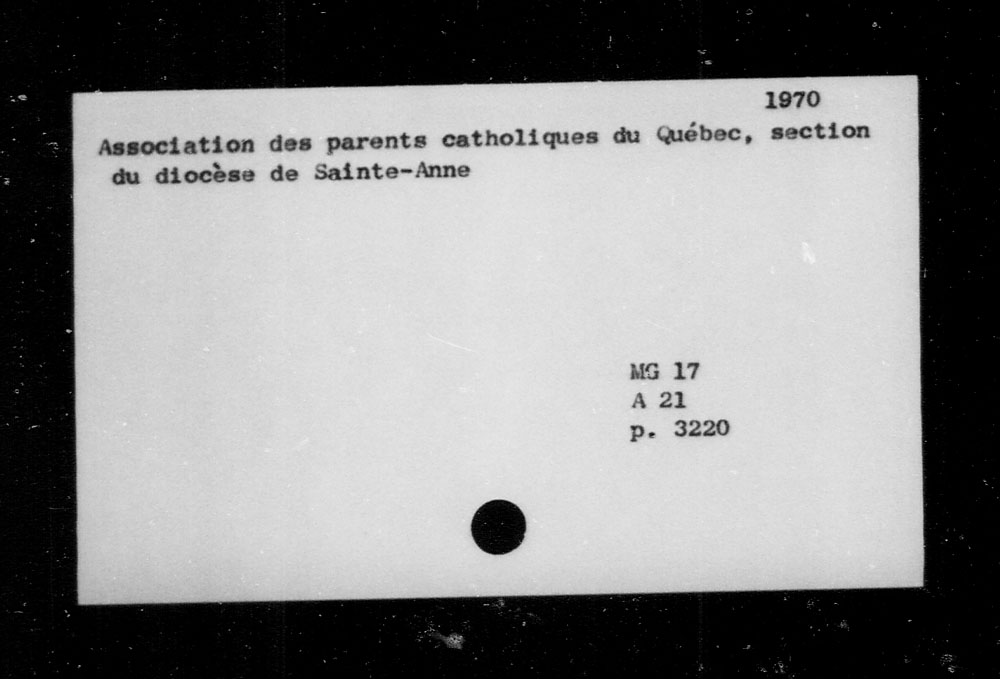 1970
Association des parents catholiques du Québec, section
du diocèse de Sainte-Anne
MG 17
A 21
p. 3220